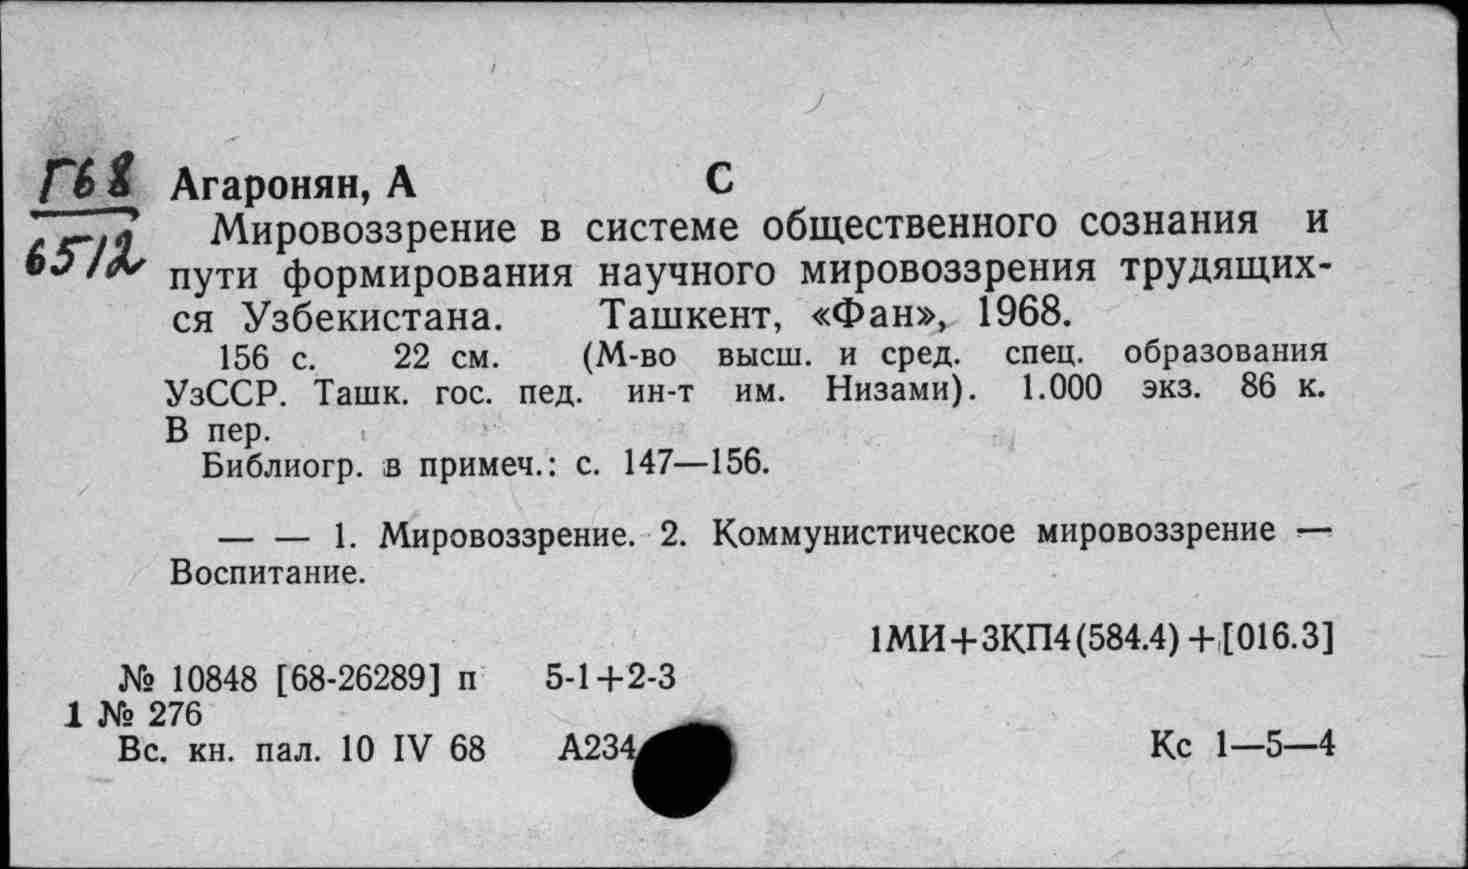 Г68 Агаронян, А С
65/2 Мировоззрение в системе общественного сознания и
пути формирования научного мировоззрения трудящих-
ся Узбекистана. Ташкент, «Фан», 1968.
156 с. 22 см. (М-во высш. и сред. спец. образования
УзССР. Ташк. гос. пед. ин-т им. Низами). 1.000 экз. 86 к.
В пер.
Библиогр. в примеч.: с. 147—156.
— — 1. Мировоззрение. 2. Коммунистическое мировоззрение —
Воспитание.
1МИ+3КП4(584.4)+[016.3]
№ 10848 [68-26289] п 5-1+2-3
1 № 276
Вс. кн. пал. 10 IV 68 А234 Кс 1—5—4